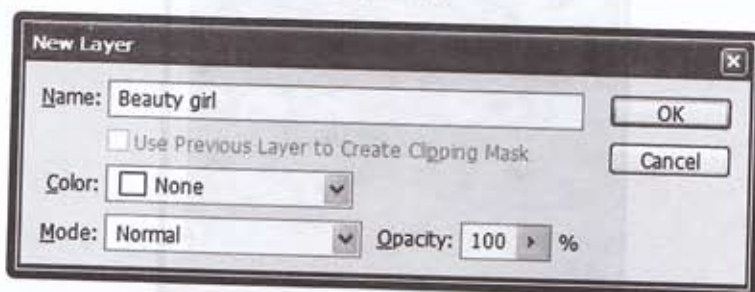 New Layer
Name: Beauty girl
OK
Use Previous Layer to Create Clipping Mask
Cancel
Color: None
Mode: Normal Opacity: 100 %